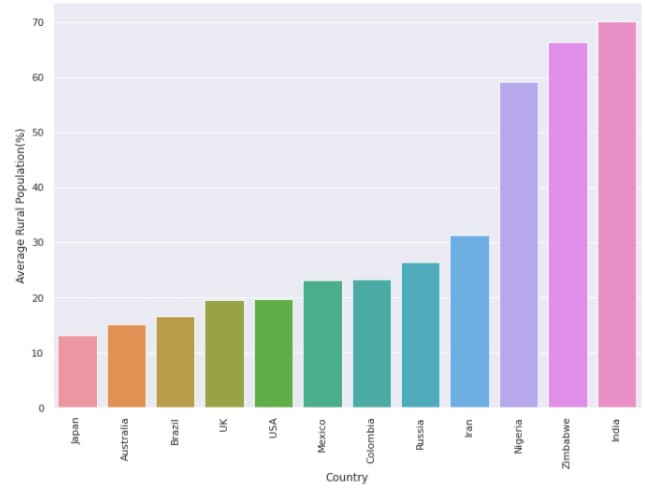 70
60
50
40
30
20
10
0
Average Rural Population(%)
Japan
Australia
Brazil
UK
USA
Mexico
Colombia
Russia
Iran
Nigeria
Zimbabwe
India
Country